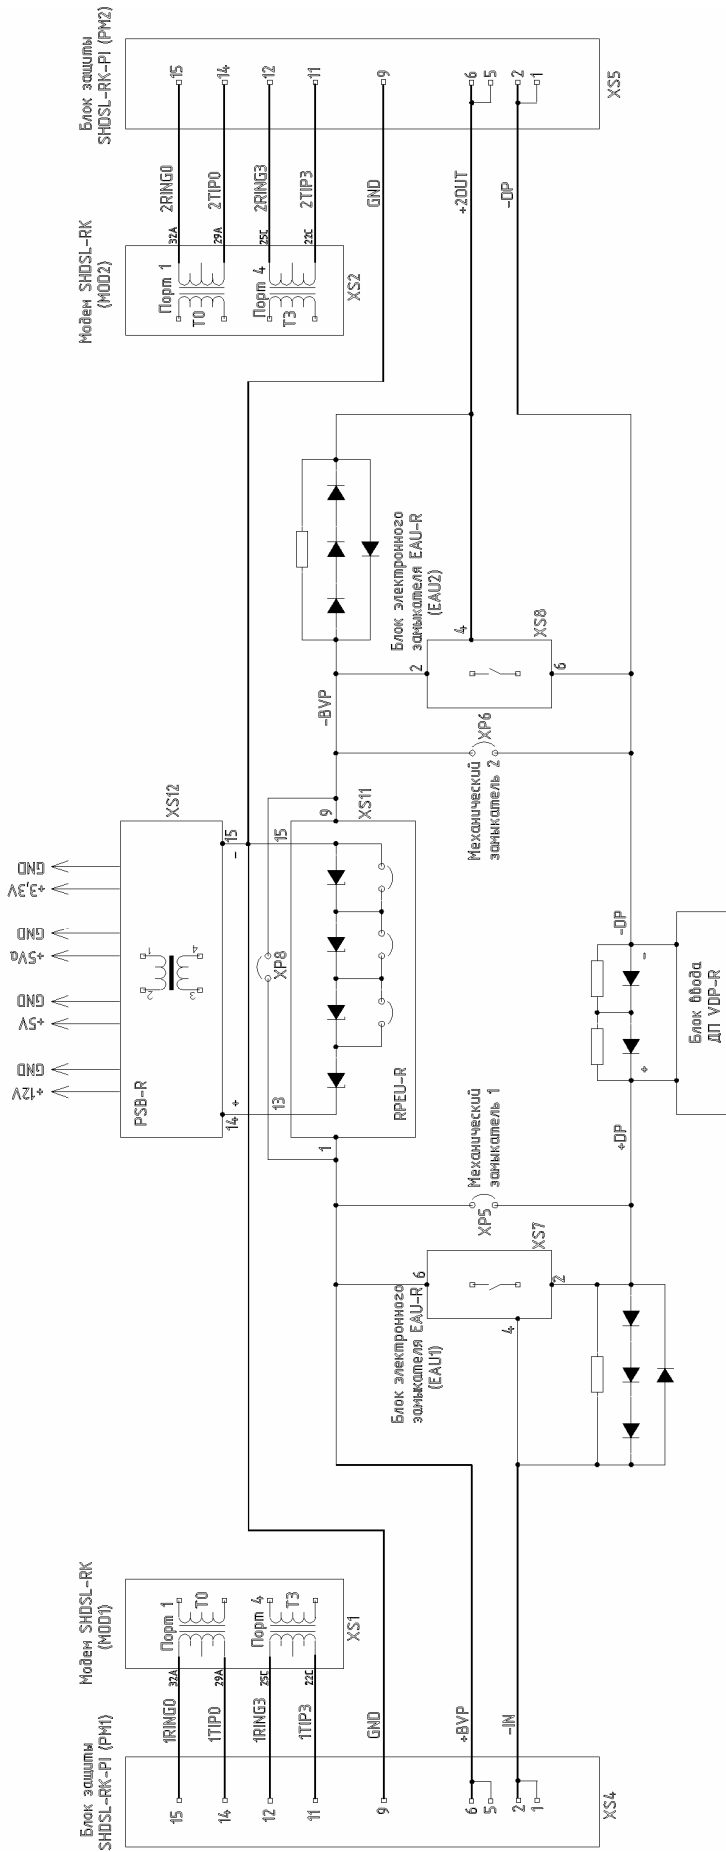 Блок защиты
SHDSL-RK-PI (PM1)
15
14
12
11
9
6
5
2
1
XS4
1RING0
1TIP0
1RING3
1TIP3
GND
+BVP
-IN
Модем SHDSL-RK
(MOD1)
32A
29A
25C
22C
Порт 1
T0
Порт 4
T3
XS1
Блок электронного
замыкателя EAU-R
(EAU1)
6
4
2
XS7
XP5
Механический
замыкатель 1
+12V
GND
+5V
GND
+5Va
GND
+3,3V
GND
PSB-R
2
1
3
4
14
+
-
15
XS12
XP8
1
13
15
9
RPEU-R
XS11
+DP
+
-
-DP
Блок ввода
ДП VDP-R
-BVP
Механический
замыкатель 2
XP6
Блок электронного
замыкателя EAU-R
(EAU2)
2
4
6
XS8
Модем SHDSL-RK
(MOD2)
Порт 1
T0
Порт 4
T3
XS2
32A
29A
25C
22C
2RING0
2TIP0
2RING3
2TIP3
GND
+2OUT
-DP
Блок защиты
SHDSL-RK-PI (PM2)
15
14
12
11
9
6
5
2
1
XS5